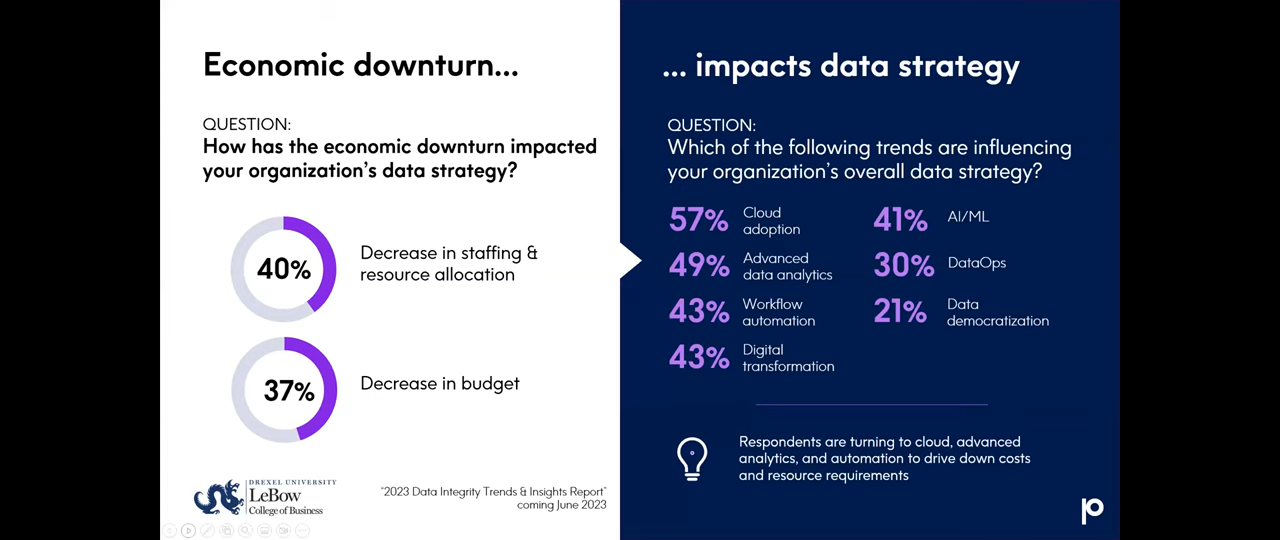 Economic downturn...
QUESTION:
How has the economic downturn impacted
your organization's data strategy?
40%
Decrease in staffing &
resource allocation
37%
Decrease in budget
DREXEL UNIVERSITY
LeBow
College of Business
"2023 Data Integrity Trends & Insights Report"
coming June 2023
... impacts data strategy
QUESTION:
Which of the following trends are influencing
your organization's overall data strategy?
57%
Cloud
adoption
49%
Advanced
data analytics
43%
Workflow
automation
43%
Digital
transformation
41%
AI/ML
30%
DataOps
21%
Data
democratization
Respondents are turning to cloud, advanced
analytics, and automation to drive down costs
and resource requirements
p